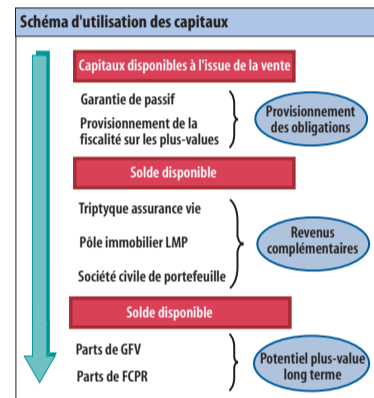 Schéma d'utilisation des capitaux
Capitaux disponibles à l'issue de la vente
Garantie de passif
Provisionnement de la
fiscalité sur les plus-values
Provisionnement
des obligations
Solde disponible
Triptyque assurance vie
Pôle immobilier LMP
Société civile de portefeuille
Revenus
complémentaires
Solde disponible
Parts de GFV
Parts de FCPR
Potentiel plus-value
long terme